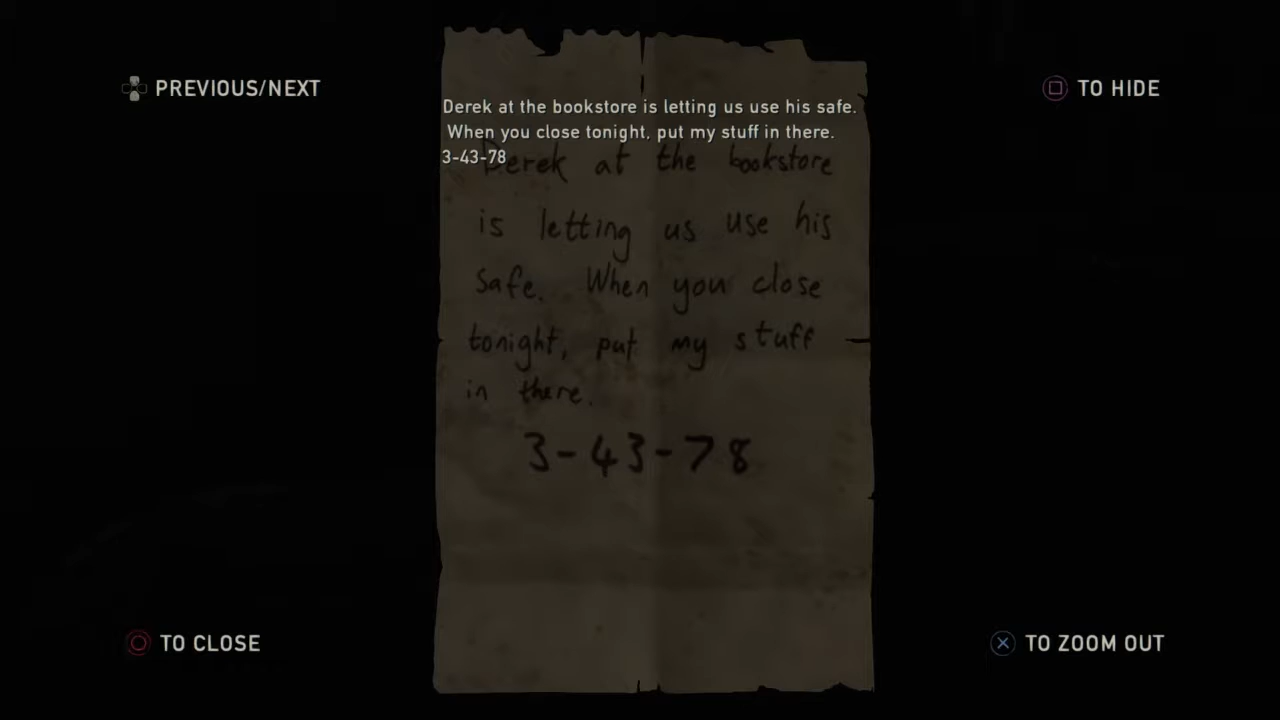 PREVIOUS/NEXT
TO HIDE
Derek at the bookstore is letting us use his safe.
When you close tonight, put my stuff in there.
3-43-78
Derek at the bookstore
is letting us use his
safe. When you close
tonight, put my stuff
in there.
3-43-78
TO CLOSE
TO ZOOM OUT